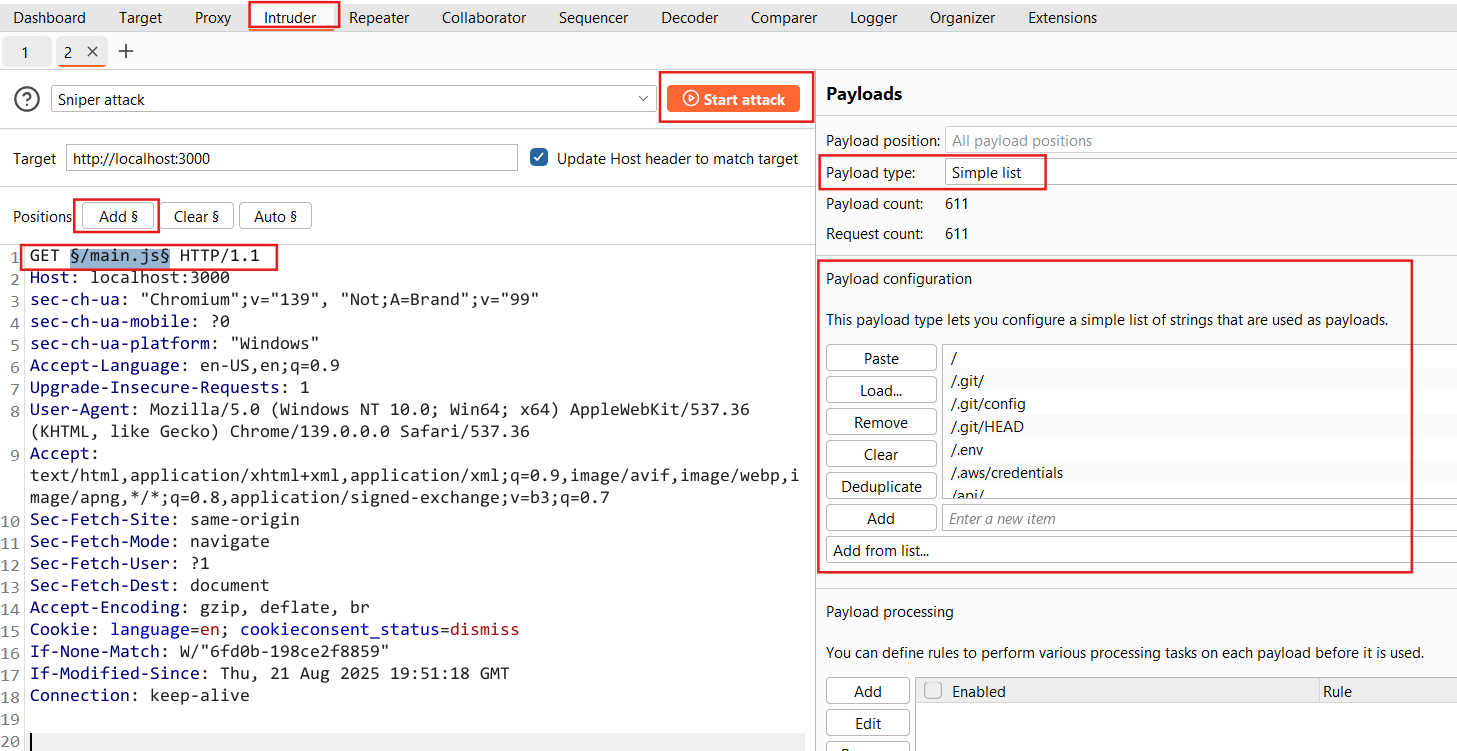 Dashboard Target Proxy Intruder Repeater Collaborator Sequencer Decoder Comparer Logger Organizer Extensions
1 2 × +
? Sniper attack Start attack
Target http://localhost:3000 Update Host header to match target
Positions Add § Clear § Auto §
1 GET §/main.js§ HTTP/1.1
2 Host: localhost:3000
3 sec-ch-ua: "Chromium";v="139", "Not;A=Brand";v="99"
4 sec-ch-ua-mobile: ?0
5 sec-ch-ua-platform: "Windows"
6 Accept-Language: en-US,en;q=0.9
7 Upgrade-Insecure-Requests: 1
8 User-Agent: Mozilla/5.0 (Windows NT 10.0; Win64; x64) AppleWebKit/537.36
(KHTML, like Gecko) Chrome/139.0.0.0 Safari/537.36
9 Accept:
text/html,application/xhtml+xml,application/xml;q=0.9,image/avif,image/webp,i
mage/apng,*/*;q=0.8,application/signed-exchange;v=b3;q=0.7
10 Sec-Fetch-Site: same-origin
11 Sec-Fetch-Mode: navigate
12 Sec-Fetch-User: ?1
13 Sec-Fetch-Dest: document
14 Accept-Encoding: gzip, deflate, br
15 Cookie: language=en; cookieconsent_status=dismiss
16 If-None-Match: W/"6fd0b-198ce2f8859"
17 If-Modified-Since: Thu, 21 Aug 2025 19:51:18 GMT
18 Connection: keep-alive
19
20
Payloads
Payload position: All payload positions
Payload type: Simple list
Payload count: 611
Request count: 611
Payload configuration
This payload type lets you configure a simple list of strings that are used as payloads.
Paste /
Load... /.git/
/.git/config
Remove /.git/HEAD
Clear /.env
/.aws/credentials
Deduplicate /api/
Add Enter a new item
Add from list...
Payload processing
You can define rules to perform various processing tasks on each payload before it is used.
Add Enabled Rule
Edit